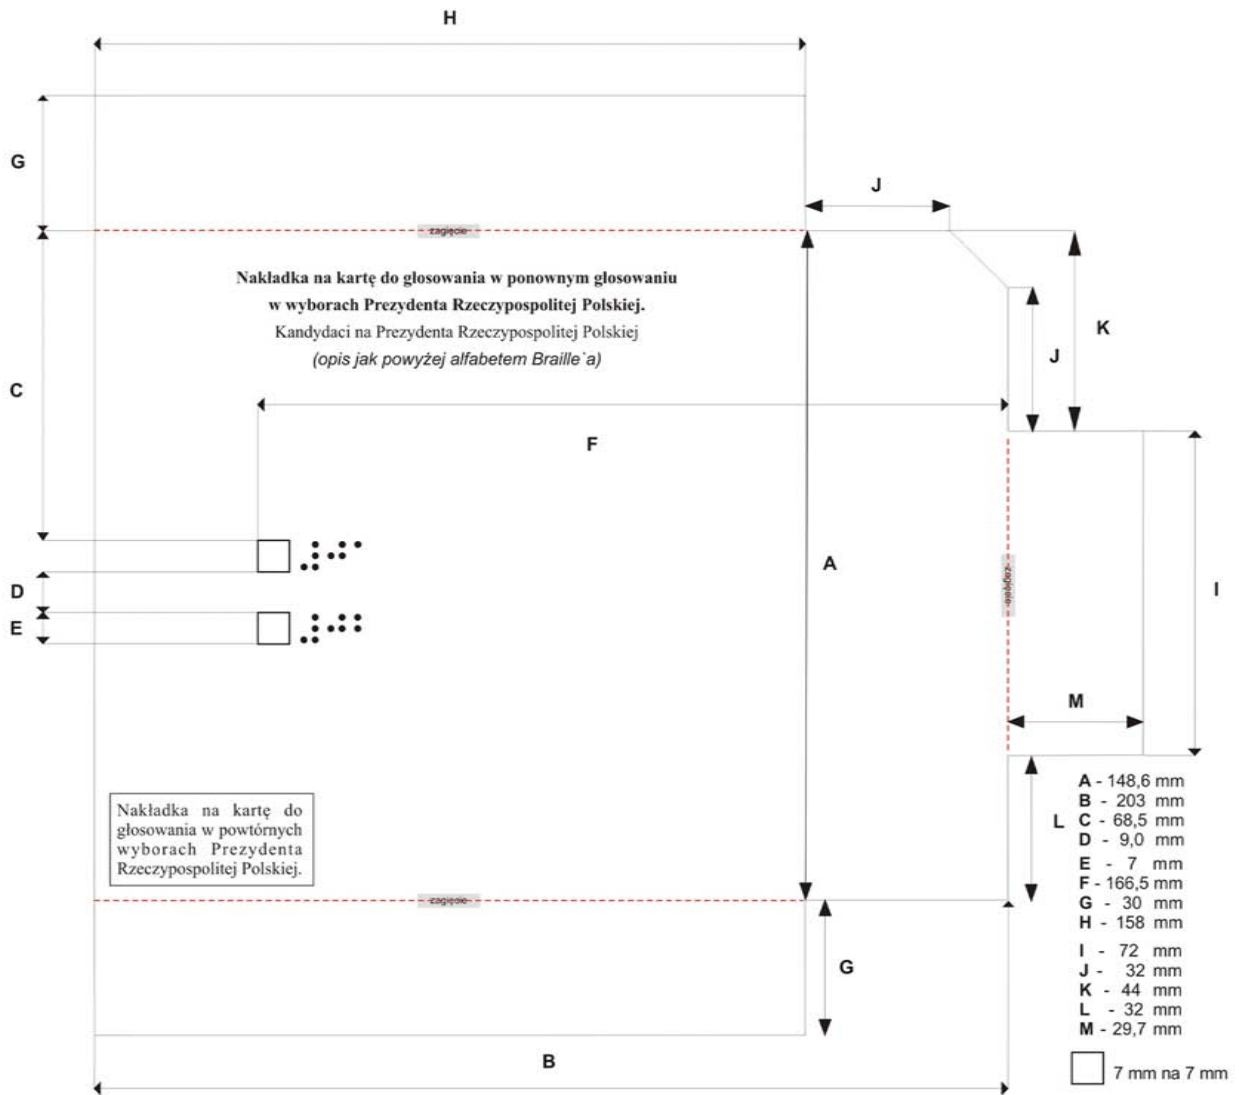 H
G
J
zagięcie
Nakładka na kartę do głosowania w ponownym głosowaniu
w wyborach Prezydenta Rzeczypospolitej Polskiej.
Kandydaci na Prezydenta Rzeczypospolitej Polskiej
(opis jak powyżej alfabetem Braille`a)
K
J
C
F
A
zagięcie
I
D
E
M
Nakładka na kartę do
głosowania w powtórnych
wyborach Prezydenta
Rzeczypospolitej Polskiej.
L
A - 148,6 mm
B - 203 mm
C - 68,5 mm
D - 9,0 mm
E - 7 mm
F - 166,5 mm
G - 30 mm
H - 158 mm
I - 72 mm
J - 32 mm
K - 44 mm
L - 32 mm
M - 29,7 mm
zagięcie
G
B
7 mm na 7 mm